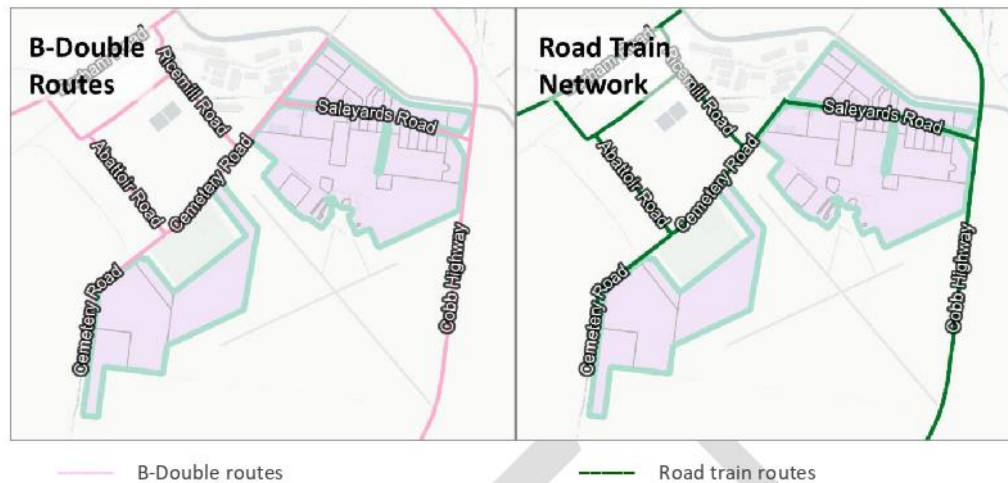 B-Double
Routes
Ricemill Road
Saleyards Road
Abattoir Road
Cemetery Road
Cemetery Road
Cobb Highway
Road Train
Network
Ricemill Road
Saleyards Road
Abattoir Road
Cemetery Road
Cemetery Road
Cobb Highway
B-Double routes
Road train routes